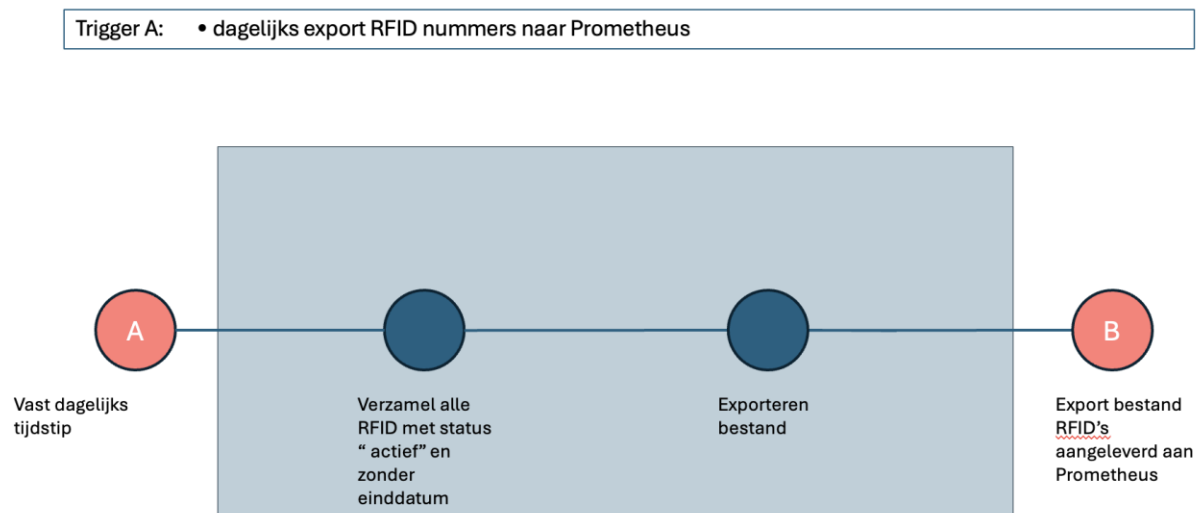 Trigger A: • dagelijks export RFID nummers naar Prometheus
A
B
Vast dagelijks
tijdstip
Verzamel alle
RFID met status
“ actief” en
zonder
einddatum
Exporteren
bestand
Export bestand
RFID’s
aangeleverd aan
Prometheus